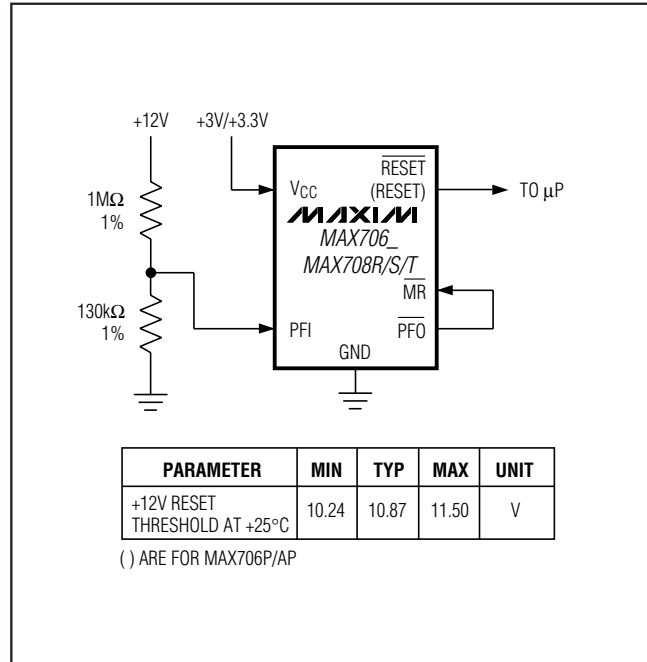 +12V
+3V/+3.3V
1MΩ
1%
130kΩ
1%
VCC
RESET
(RESET)
TO µP
MAXIM
MAX706_
MAX708R/S/T
MR
PFI
PFO
GND
PARAMETER MIN TYP MAX UNIT
+12V RESET
THRESHOLD AT +25°C 10.24 10.87 11.50 V
( ) ARE FOR MAX706P/AP